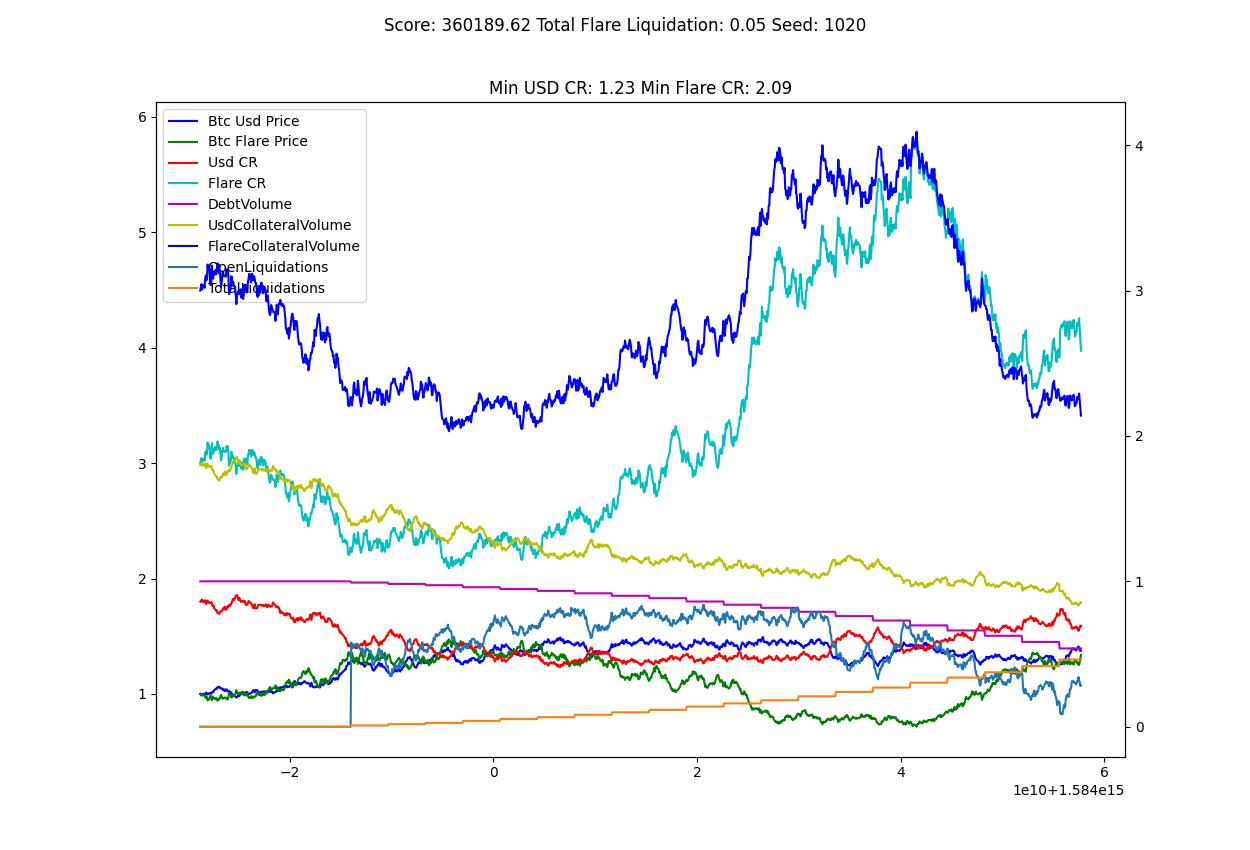 Score: 360189.62 Total Flare Liquidation: 0.05 Seed: 1020
Min USD CR: 1.23 Min Flare CR: 2.09
Btc Usd Price
Btc Flare Price
Usd CR
Flare CR
DebtVolume
UsdCollateralVolume
FlareCollateralVolume
OpenLiquidations
TotalLiquidations
6
5
4
3
2
1
4
3
2
1
0
−2
0
2
4
6
1e10+1.584e15